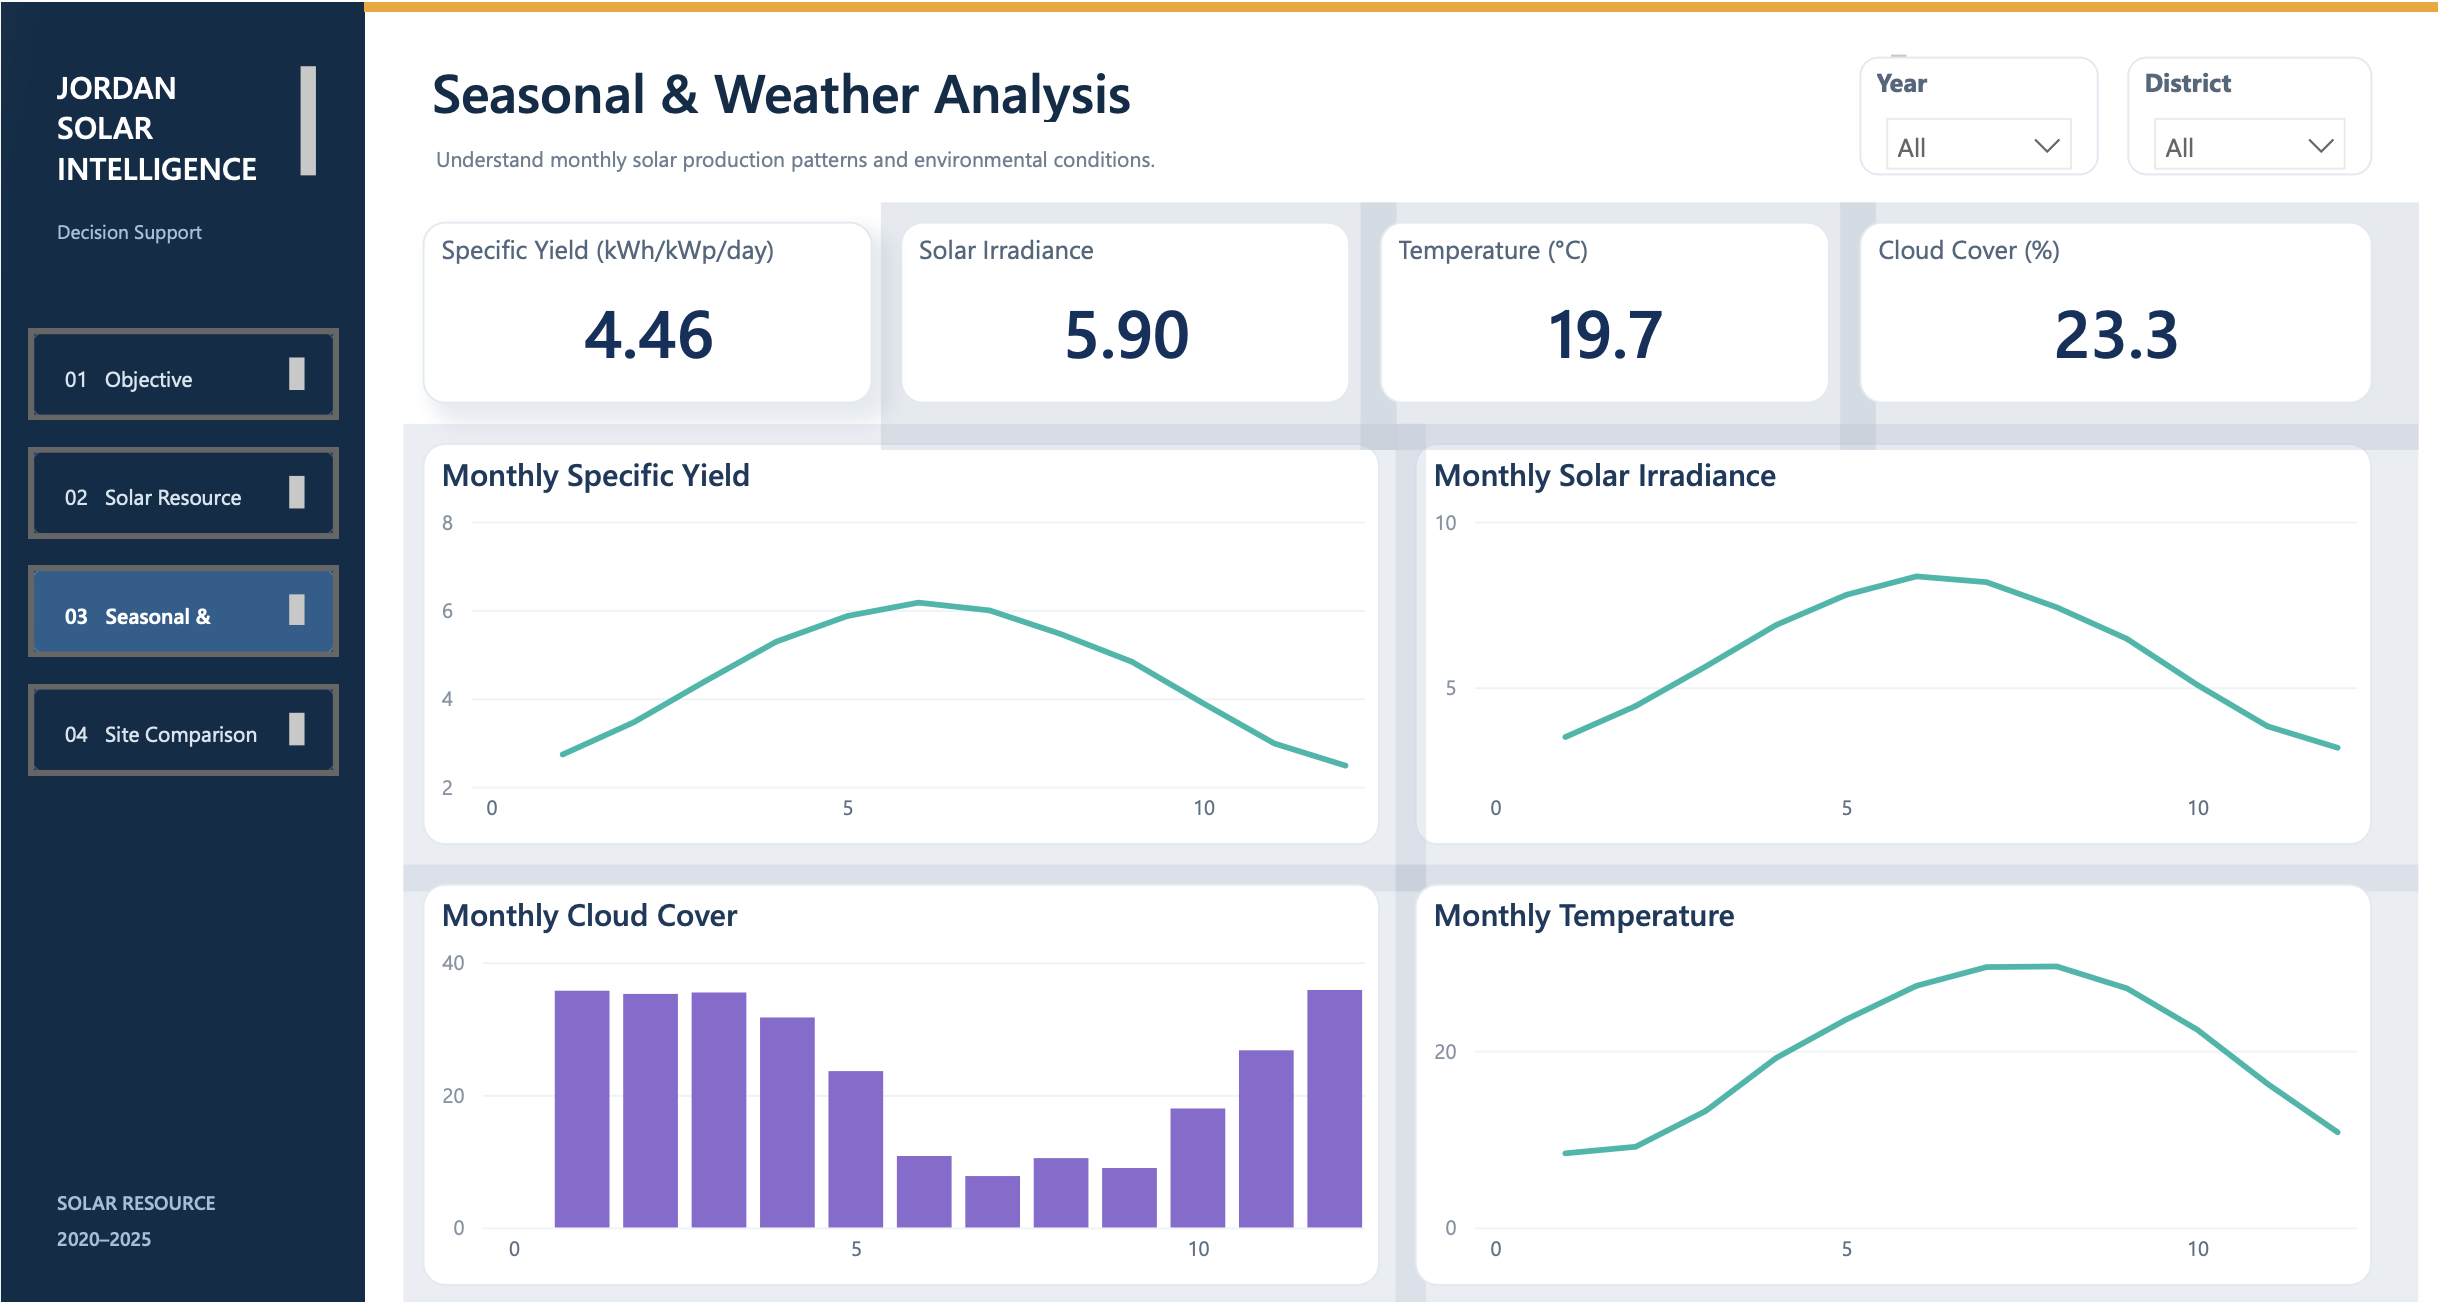 JORDAN
SOLAR
INTELLIGENCE
Decision Support
01 Objective
02 Solar Resource
03 Seasonal &
04 Site Comparison
SOLAR RESOURCE
2020–2025
Seasonal & Weather Analysis
Understand monthly solar production patterns and environmental conditions.
Year
All
District
All
Specific Yield (kWh/kWp/day)
4.46
Solar Irradiance
5.90
Temperature (°C)
19.7
Cloud Cover (%)
23.3
Monthly Specific Yield
8
6
4
2
0 5 10
Monthly Solar Irradiance
10
5
0 5 10
Monthly Cloud Cover
40
20
0
0 5 10
Monthly Temperature
20
0
0 5 10